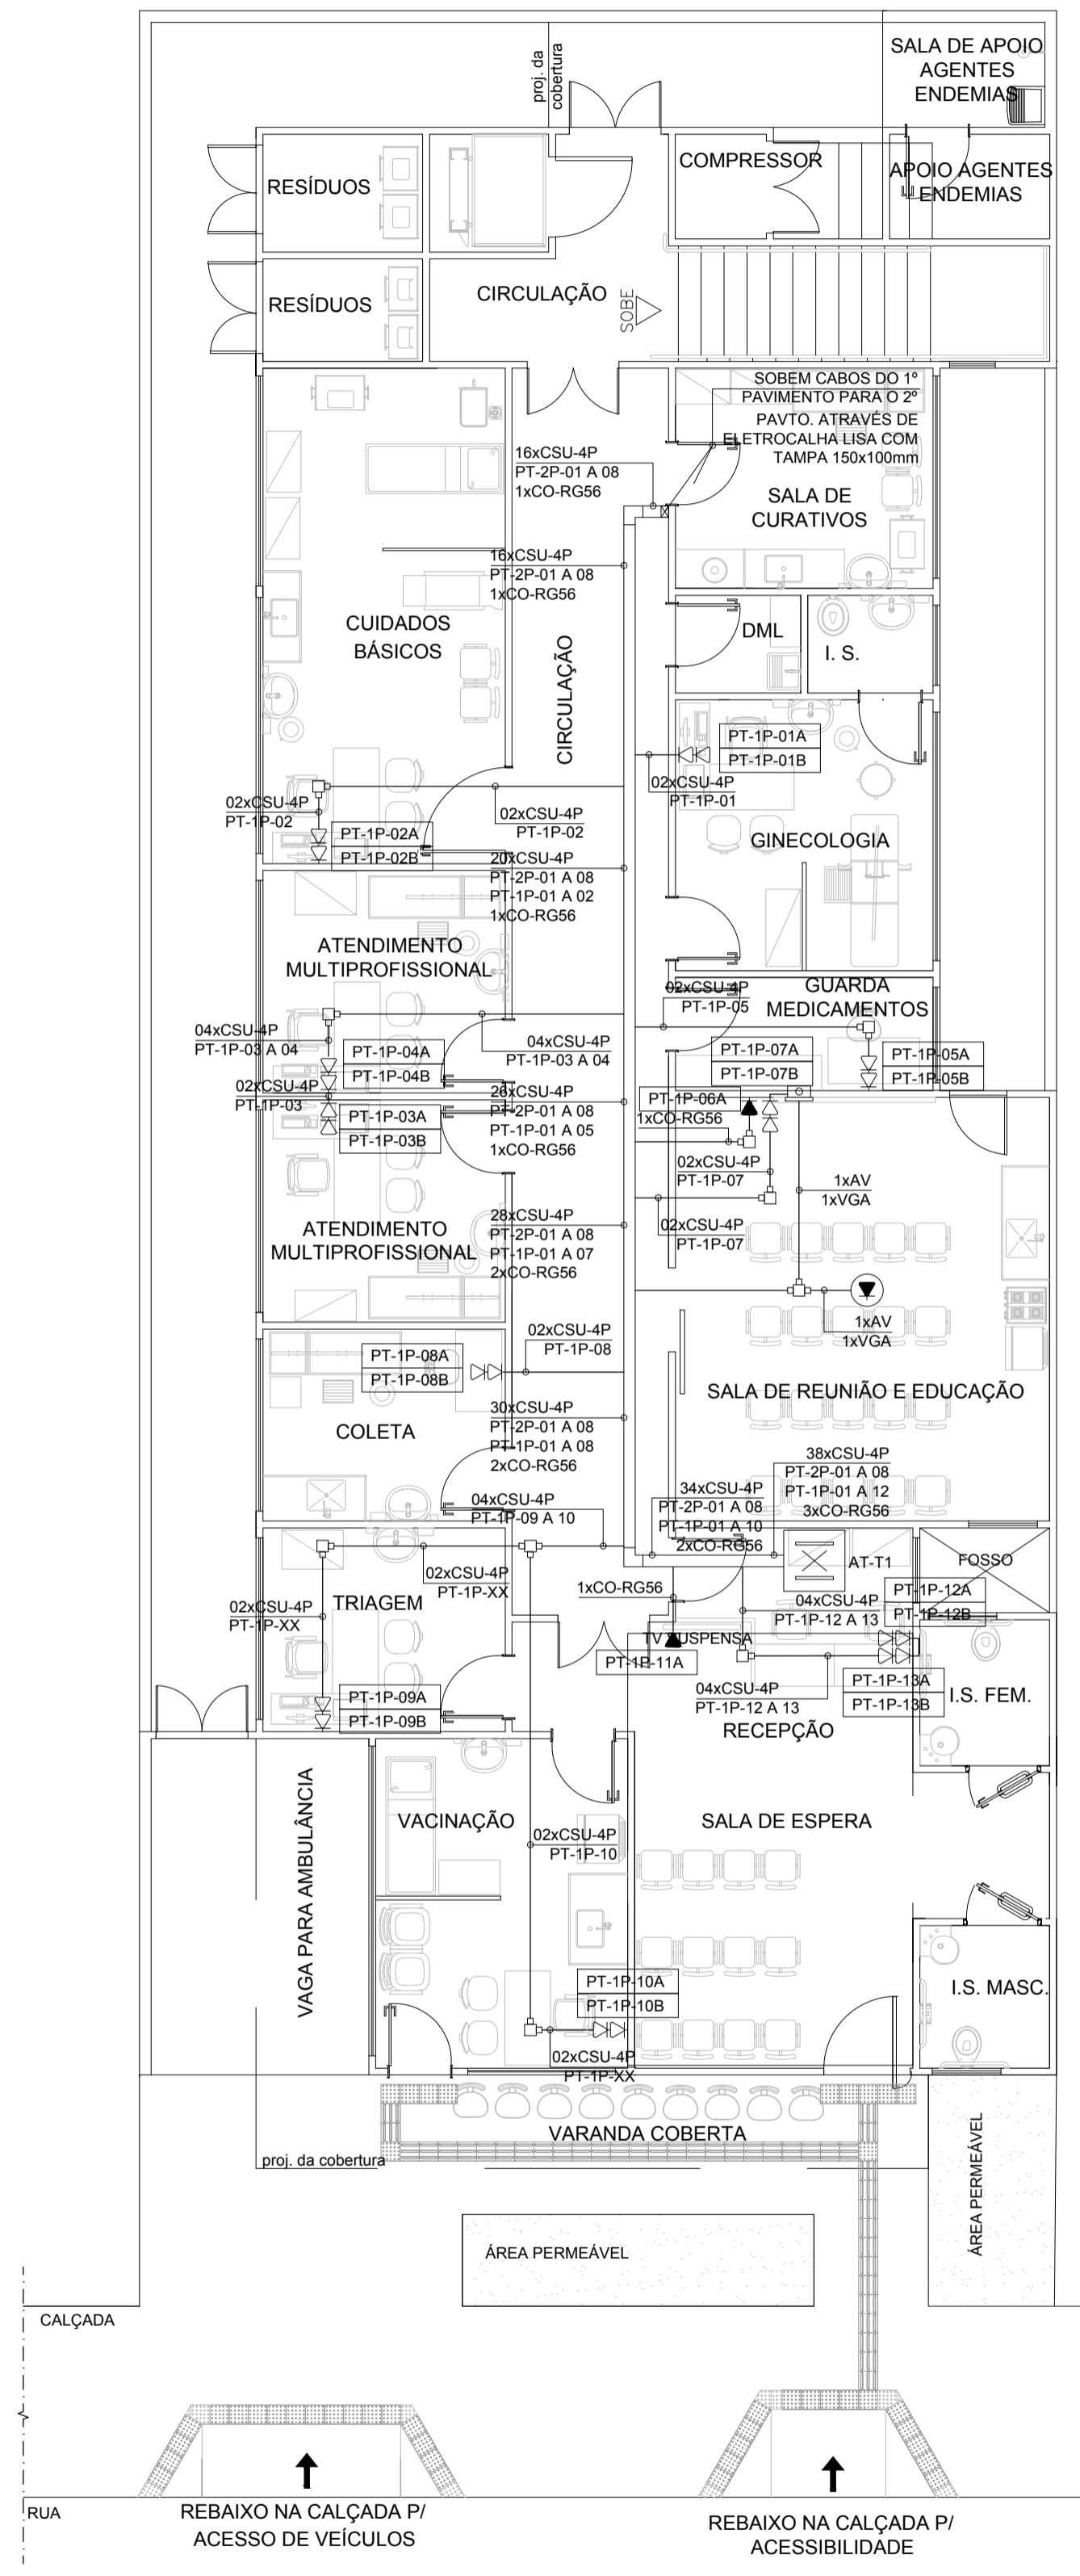 proj. da
cobertura
SALA DE APOIO
AGENTES
ENDEMIAS
RESÍDUOS
COMPRESSOR
APOIO AGENTES
ENDEMIAS
RESÍDUOS
CIRCULAÇÃO
SOBE
SOBEM CABOS DO 1º
PAVIMENTO PARA O 2º
PAVTO. ATRAVÉS DE
ELETROCALHA LISA COM
TAMPA 150x100mm
16xCSU-4P
PT-2P-01 A 08
1xCO-RG56
SALA DE
CURATIVOS
16xCSU-4P
PT-2P-01 A 08
1xCO-RG56
CUIDADOS
BÁSICOS
CIRCULAÇÃO
DML
I. S.
PT-1P-01A
PT-1P-01B
02xCSU-4P
PT-1P-01
02xCSU-4P
PT-1P-02
PT-1P-02A
PT-1P-02B
02xCSU-4P
PT-1P-02
GINECOLOGIA
20xCSU-4P
PT-2P-01 A 08
PT-1P-01 A 02
1xCO-RG56
ATENDIMENTO
MULTIPROFISSIONAL
GUARDA
MEDICAMENTOS
02xCSU-4P
PT-1P-05
04xCSU-4P
PT-1P-03 A 04
PT-1P-04A
PT-1P-04B
04xCSU-4P
PT-1P-03 A 04
PT-1P-07A
PT-1P-07B
PT-1P-05A
PT-1P-05B
02xCSU-4P
PT-1P-03
PT-1P-03A
PT-1P-03B
26xCSU-4P
PT-2P-01 A 08
PT-1P-01 A 05
1xCO-RG56
PT-1P-06A
1xCO-RG56
02xCSU-4P
PT-1P-07
1xAV
1xVGA
ATENDIMENTO
MULTIPROFISSIONAL
28xCSU-4P
PT-2P-01 A 08
PT-1P-01 A 07
2xCO-RG56
02xCSU-4P
PT-1P-07
1xAV
1xVGA
02xCSU-4P
PT-1P-08
PT-1P-08A
PT-1P-08B
SALA DE REUNIÃO E EDUCAÇÃO
COLETA
30xCSU-4P
PT-2P-01 A 08
PT-1P-01 A 08
2xCO-RG56
38xCSU-4P
PT-2P-01 A 08
PT-1P-01 A 12
3xCO-RG56
04xCSU-4P
PT-1P-09 A 10
34xCSU-4P
PT-2P-01 A 08
PT-1P-01 A 10
2xCO-RG56
AT-T1
FOSSO
02xCSU-4P
PT-1P-XX
TRIAGEM
02xCSU-4P
PT-1P-XX
1xCO-RG56
04xCSU-4P
PT-1P-12 A 13
PT-1P-12A
PT-1P-12B
TV SUSPENSA
PT-1P-11A
PT-1P-13A
PT-1P-13B
04xCSU-4P
PT-1P-12 A 13
I.S. FEM.
PT-1P-09A
PT-1P-09B
RECEPÇÃO
VAGA PARA AMBULÂNCIA
VACINAÇÃO
SALA DE ESPERA
02xCSU-4P
PT-1P-10
PT-1P-10A
PT-1P-10B
I.S. MASC.
02xCSU-4P
PT-1P-XX
VARANDA COBERTA
proj. da cobertura
ÁREA PERMEÁVEL
ÁREA PERMEÁVEL
CALÇADA
RUA
REBAIXO NA CALÇADA P/
ACESSO DE VEÍCULOS
REBAIXO NA CALÇADA P/
ACESSIBILIDADE